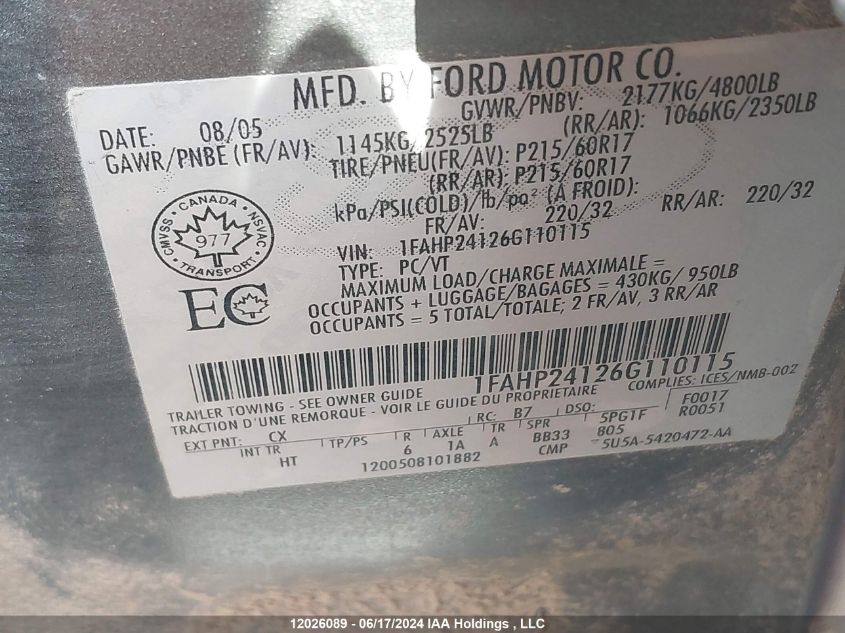 MFD. BY FORD MOTOR CO.
DATE: 08/05 GVWR/PNBV: 2177KG/4800LB
GAWR/PNBE (FR/AV): 1145KG/2525LB (RR/AR): 1066KG/2350LB
TIRE/PNEU(FR/AV): P215/60R17
(RR/AR): P215/60R17
kPa/PSI(COLD)/lb/po² (À FROID):
FR/AV: 220/32 RR/AR: 220/32
VIN: 1FAHP24126G110115
TYPE: PC/VT
MAXIMUM LOAD/CHARGE MAXIMALE =
OCCUPANTS + LUGGAGE/BAGAGES = 430KG/ 950LB
OCCUPANTS = 5 TOTAL/TOTALE; 2 FR/AV, 3 RR/AR
CANADA
CMVSS
NSVAC
977
TRANSPORT
EC
1FAHP24126G110115
COMPLIES: ICES/NMB-002
TRAILER TOWING - SEE OWNER GUIDE
TRACTION D'UNE REMORQUE - VOIR LE GUIDE DU PROPRIETAIRE
F0017
R0051
EXT PNT: CX RC: B7 DSO: 5PGTF
INT TR TP/PS R AXLE TR SPR 805
HT 6 1A A BB33 5U5A-5420472-AA
1200508101882 CMP
12026089 - 06/17/2024 IAA Holdings , LLC